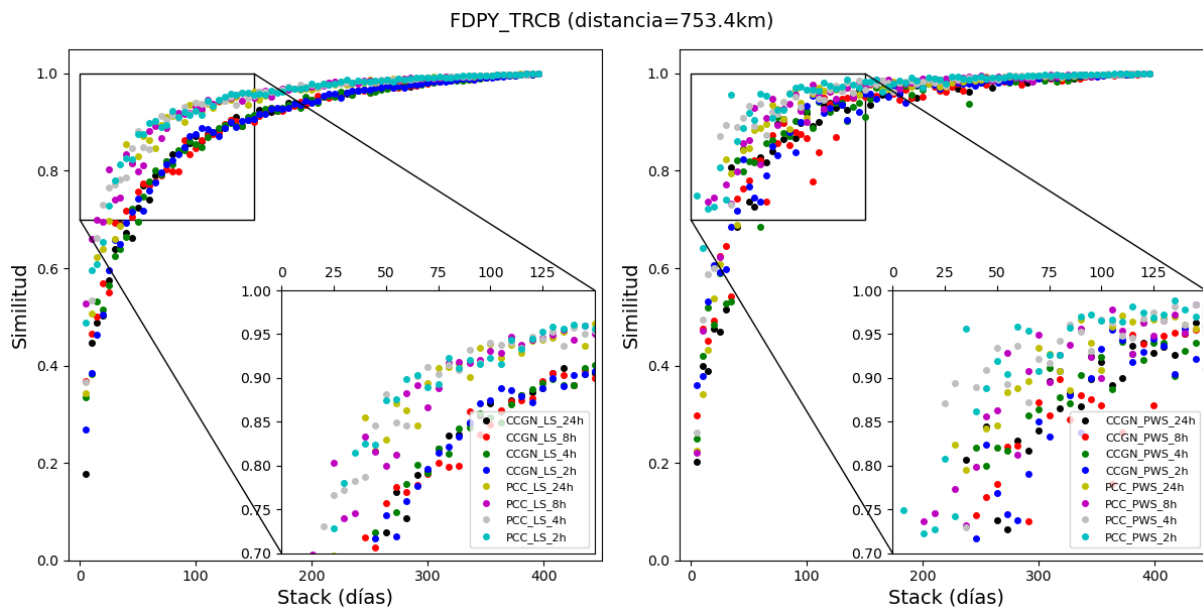 FDPY_TRCB (distancia=753.4km)
Similitud
1.0
0.8
0.6
0.4
0.2
0.0
0 100 200 300 400
Stack (días)
0 25 50 75 100 125
1.00
0.95
0.90
0.85
0.80
0.75
0.70
CCGN_LS_24h
CCGN_LS_8h
CCGN_LS_4h
CCGN_LS_2h
PCC_LS_24h
PCC_LS_8h
PCC_LS_4h
PCC_LS_2h
Similitud
1.0
0.8
0.6
0.4
0.2
0.0
0 100 200 300 400
Stack (días)
0 25 50 75 100 125
1.00
0.95
0.90
0.85
0.80
0.75
0.70
CCGN_PWS_24h
CCGN_PWS_8h
CCGN_PWS_4h
CCGN_PWS_2h
PCC_PWS_24h
PCC_PWS_8h
PCC_PWS_4h
PCC_PWS_2h